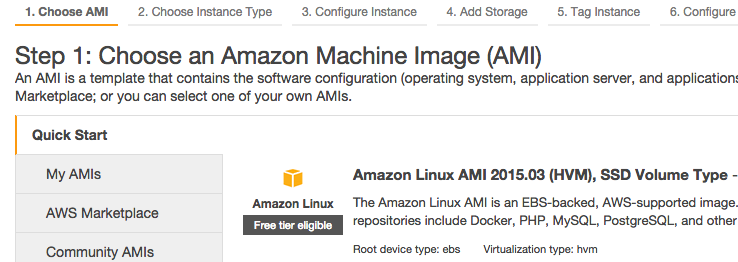 1. Choose AMI 2. Choose Instance Type 3. Configure Instance 4. Add Storage 5. Tag Instance 6. Configure
Step 1: Choose an Amazon Machine Image (AMI)
An AMI is a template that contains the software configuration (operating system, application server, and applications
Marketplace; or you can select one of your own AMIs.
Quick Start
My AMIs
AWS Marketplace
Community AMIs
Amazon Linux
Free tier eligible
Amazon Linux AMI 2015.03 (HVM), SSD Volume Type -
The Amazon Linux AMI is an EBS-backed, AWS-supported image.
repositories include Docker, PHP, MySQL, PostgreSQL, and other
Root device type: ebs Virtualization type: hvm